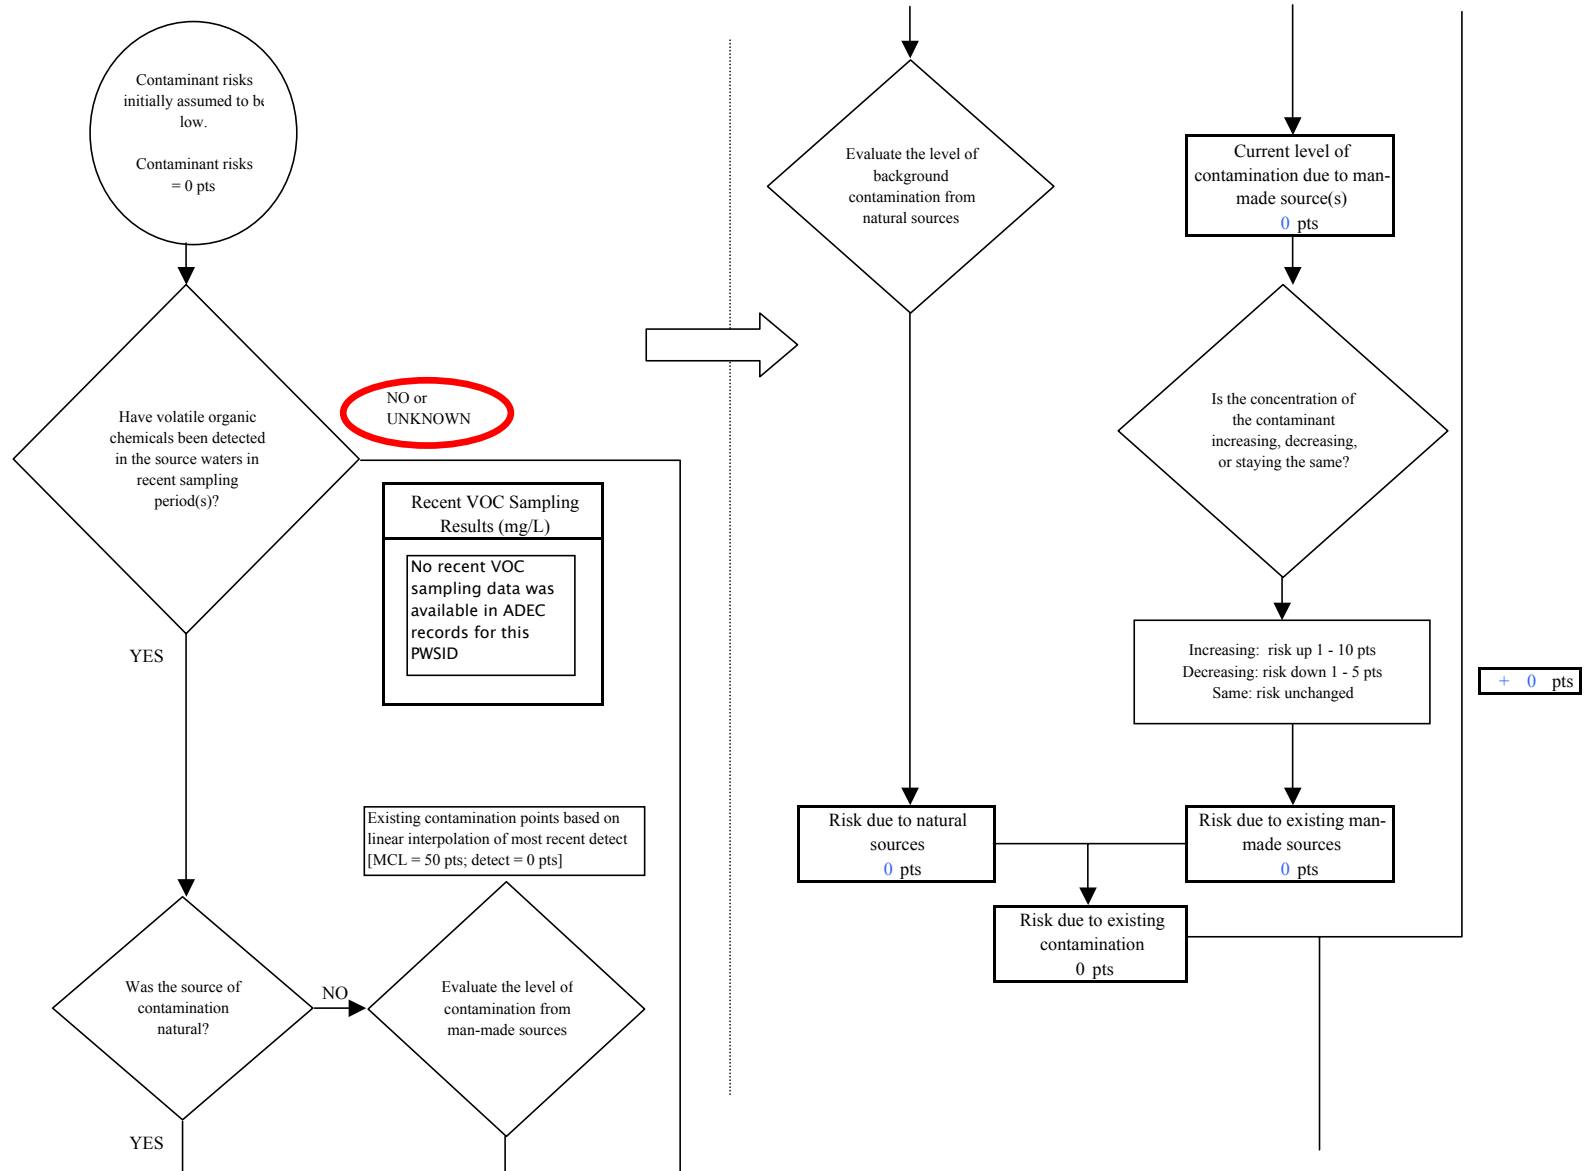 Contaminant risks
initially assumed to be
low.
Contaminant risks
= 0 pts
Have volatile organic
chemicals been detected
in the source waters in
recent sampling
period(s)?
NO or
UNKNOWN
Recent VOC Sampling
Results (mg/L)
No recent VOC
sampling data was
available in ADEC
records for this
PWSID
YES
Existing contamination points based on
linear interpolation of most recent detect
[MCL = 50 pts; detect = 0 pts]
Was the source of
contamination
natural?
NO
Evaluate the level of
contamination from
man-made sources
YES
Evaluate the level of
background
contamination from
natural sources
Current level of
contamination due to man-
made source(s)
0 pts
Is the concentration of
the contaminant
increasing, decreasing,
or staying the same?
Increasing: risk up 1 - 10 pts
Decreasing: risk down 1 - 5 pts
Same: risk unchanged
+ 0 pts
Risk due to natural
sources
0 pts
Risk due to existing man-
made sources
0 pts
Risk due to existing
contamination
0 pts